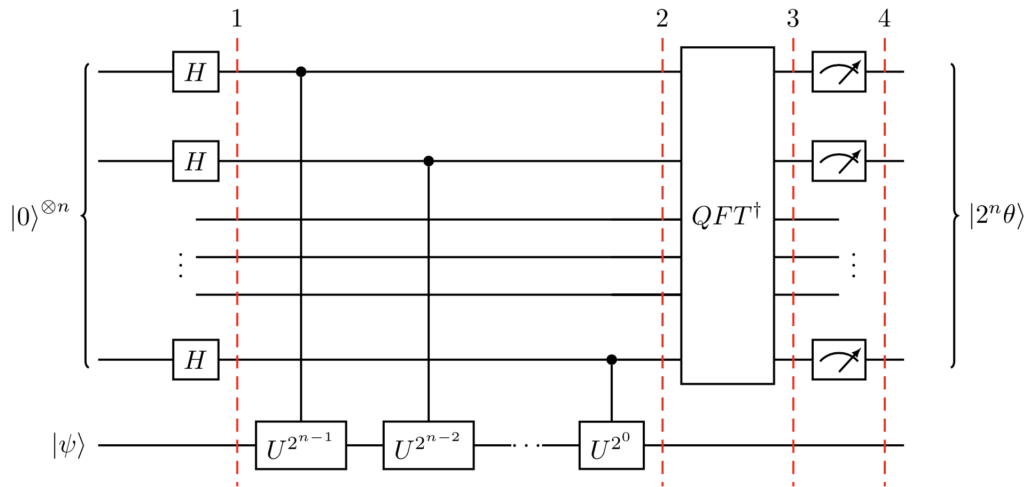 1 2 3 4
H
H
|0⟩^{⊗n} QFT^† |2^nθ⟩
⋮ ⋮
H
|ψ⟩ U^{2^{n-1}} U^{2^{n-2}} ··· U^{2^0}